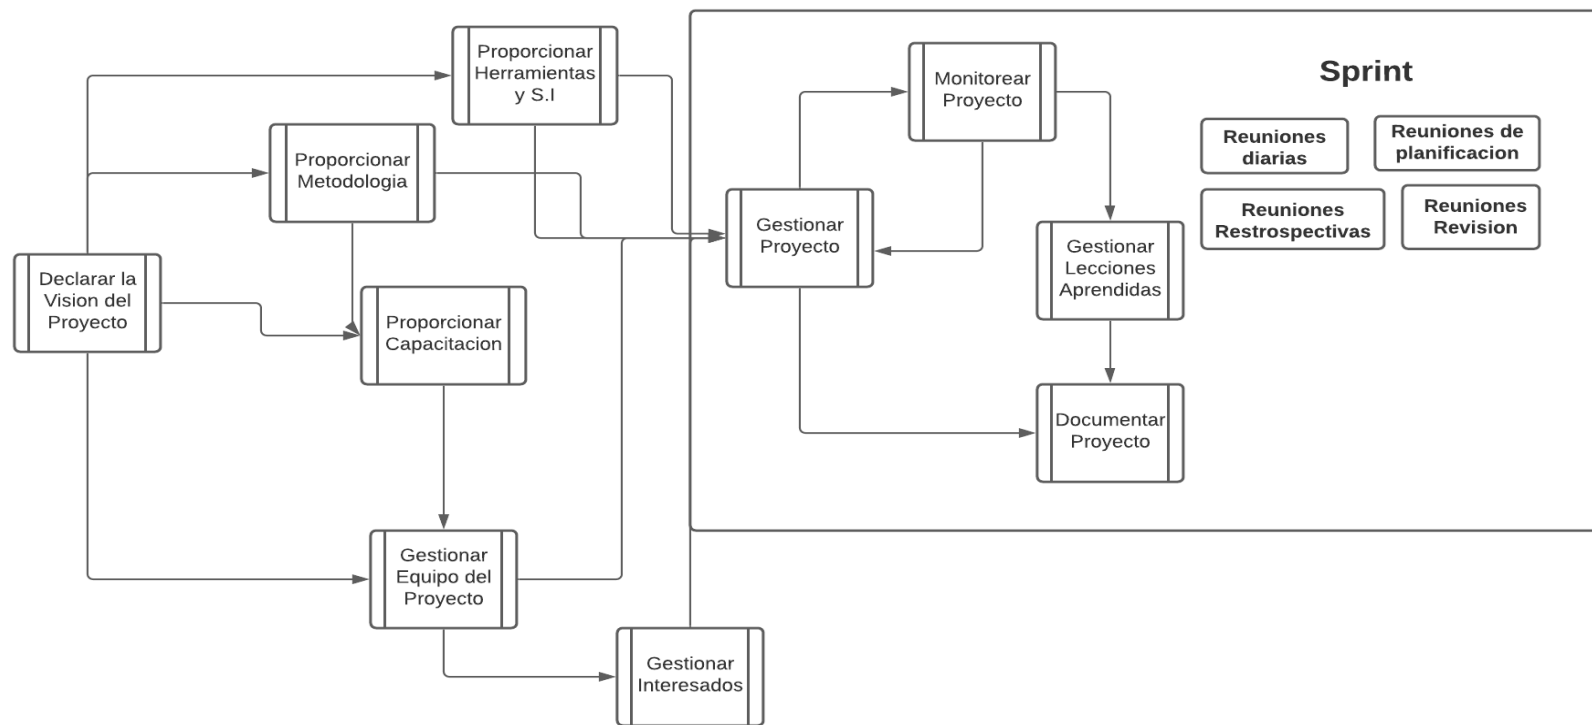 Proporcionar
Herramientas
y S.I
Proporcionar
Metodologia
Declarar la
Vision del
Proyecto
Proporcionar
Capacitacion
Gestionar
Equipo del
Proyecto
Gestionar
Interesados
Sprint
Monitorear
Proyecto
Gestionar
Proyecto
Gestionar
Lecciones
Aprendidas
Documentar
Proyecto
Reuniones
diarias
Reuniones de
planificacion
Reuniones
Restrospectivas
Reuniones
Revision